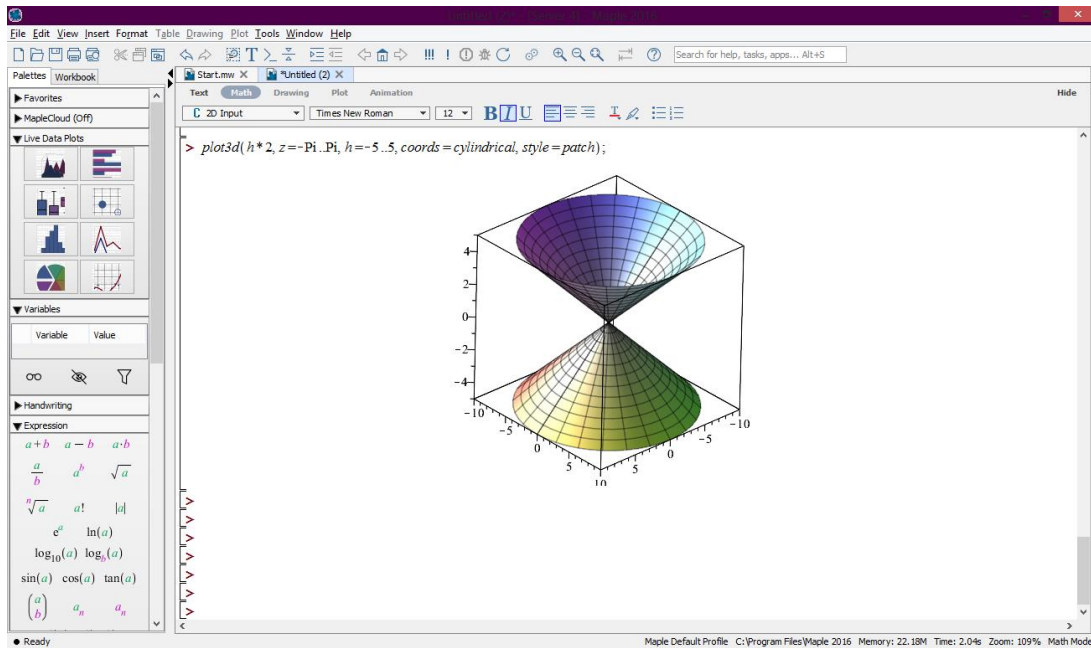 File Edit View Insert Format Table Drawing Plot Tools Window Help
Search for help, tasks, apps... Alt+S
Palettes Workbook
Start.mw X *Untitled (2) X
Text Math Drawing Plot Animation Hide
C 2D Input Times New Roman 12 B I U
Favorites
MapleCloud (Off)
Live Data Plots
Variables
Variable Value
Handwriting
Expression
a+b a−b a·b
a/b a^b √a
ⁿ√a a! |a|
e^a ln(a)
log₁₀(a) log_b(a)
sin(a) cos(a) tan(a)
(a b) a_n a_n
> plot3d(h*2, z=-Pi..Pi, h=-5..5, coords=cylindrical, style=patch);
4
2
0
−2
−4
−10 −5 0 5 10
5 0 −5 −10
>
>
>
>
>
>
>
Ready
Maple Default Profile C:\Program Files\Maple 2016 Memory: 22.18M Time: 2.04s Zoom: 109% Math Mode